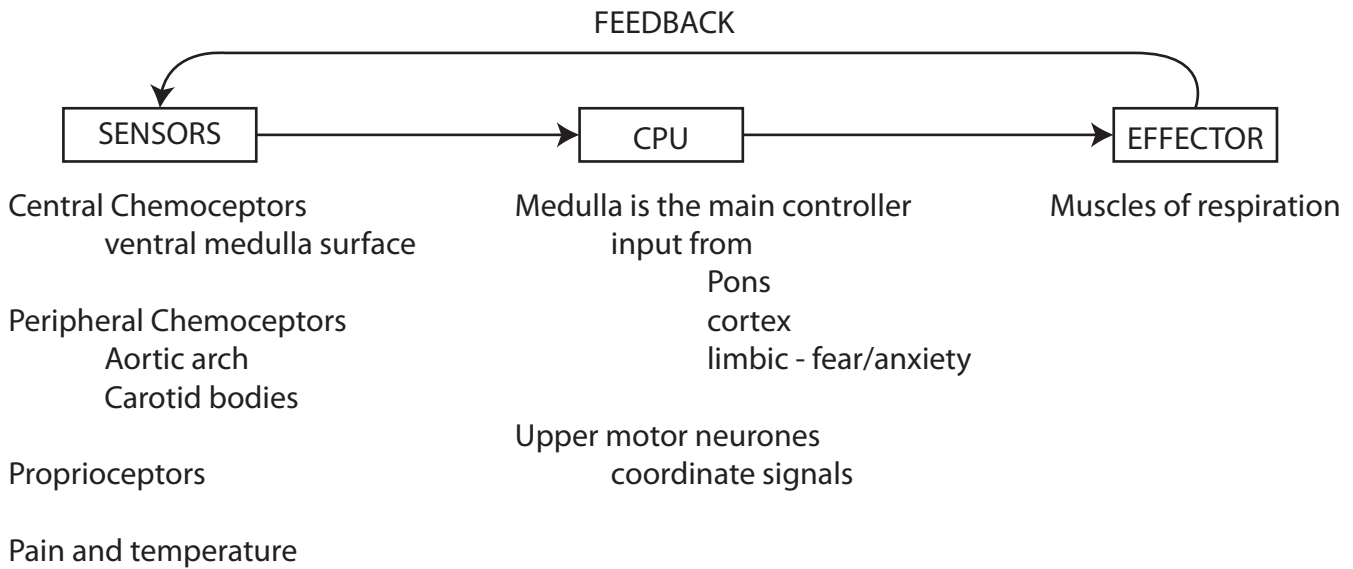 FEEDBACK
SENSORS
CPU
EFFECTOR
Central Chemoceptors
ventral medulla surface
Peripheral Chemoceptors
Aortic arch
Carotid bodies
Proprioceptors
Pain and temperature
Medulla is the main controller
input from
Pons
cortex
limbic - fear/anxiety
Upper motor neurones
coordinate signals
Muscles of respiration